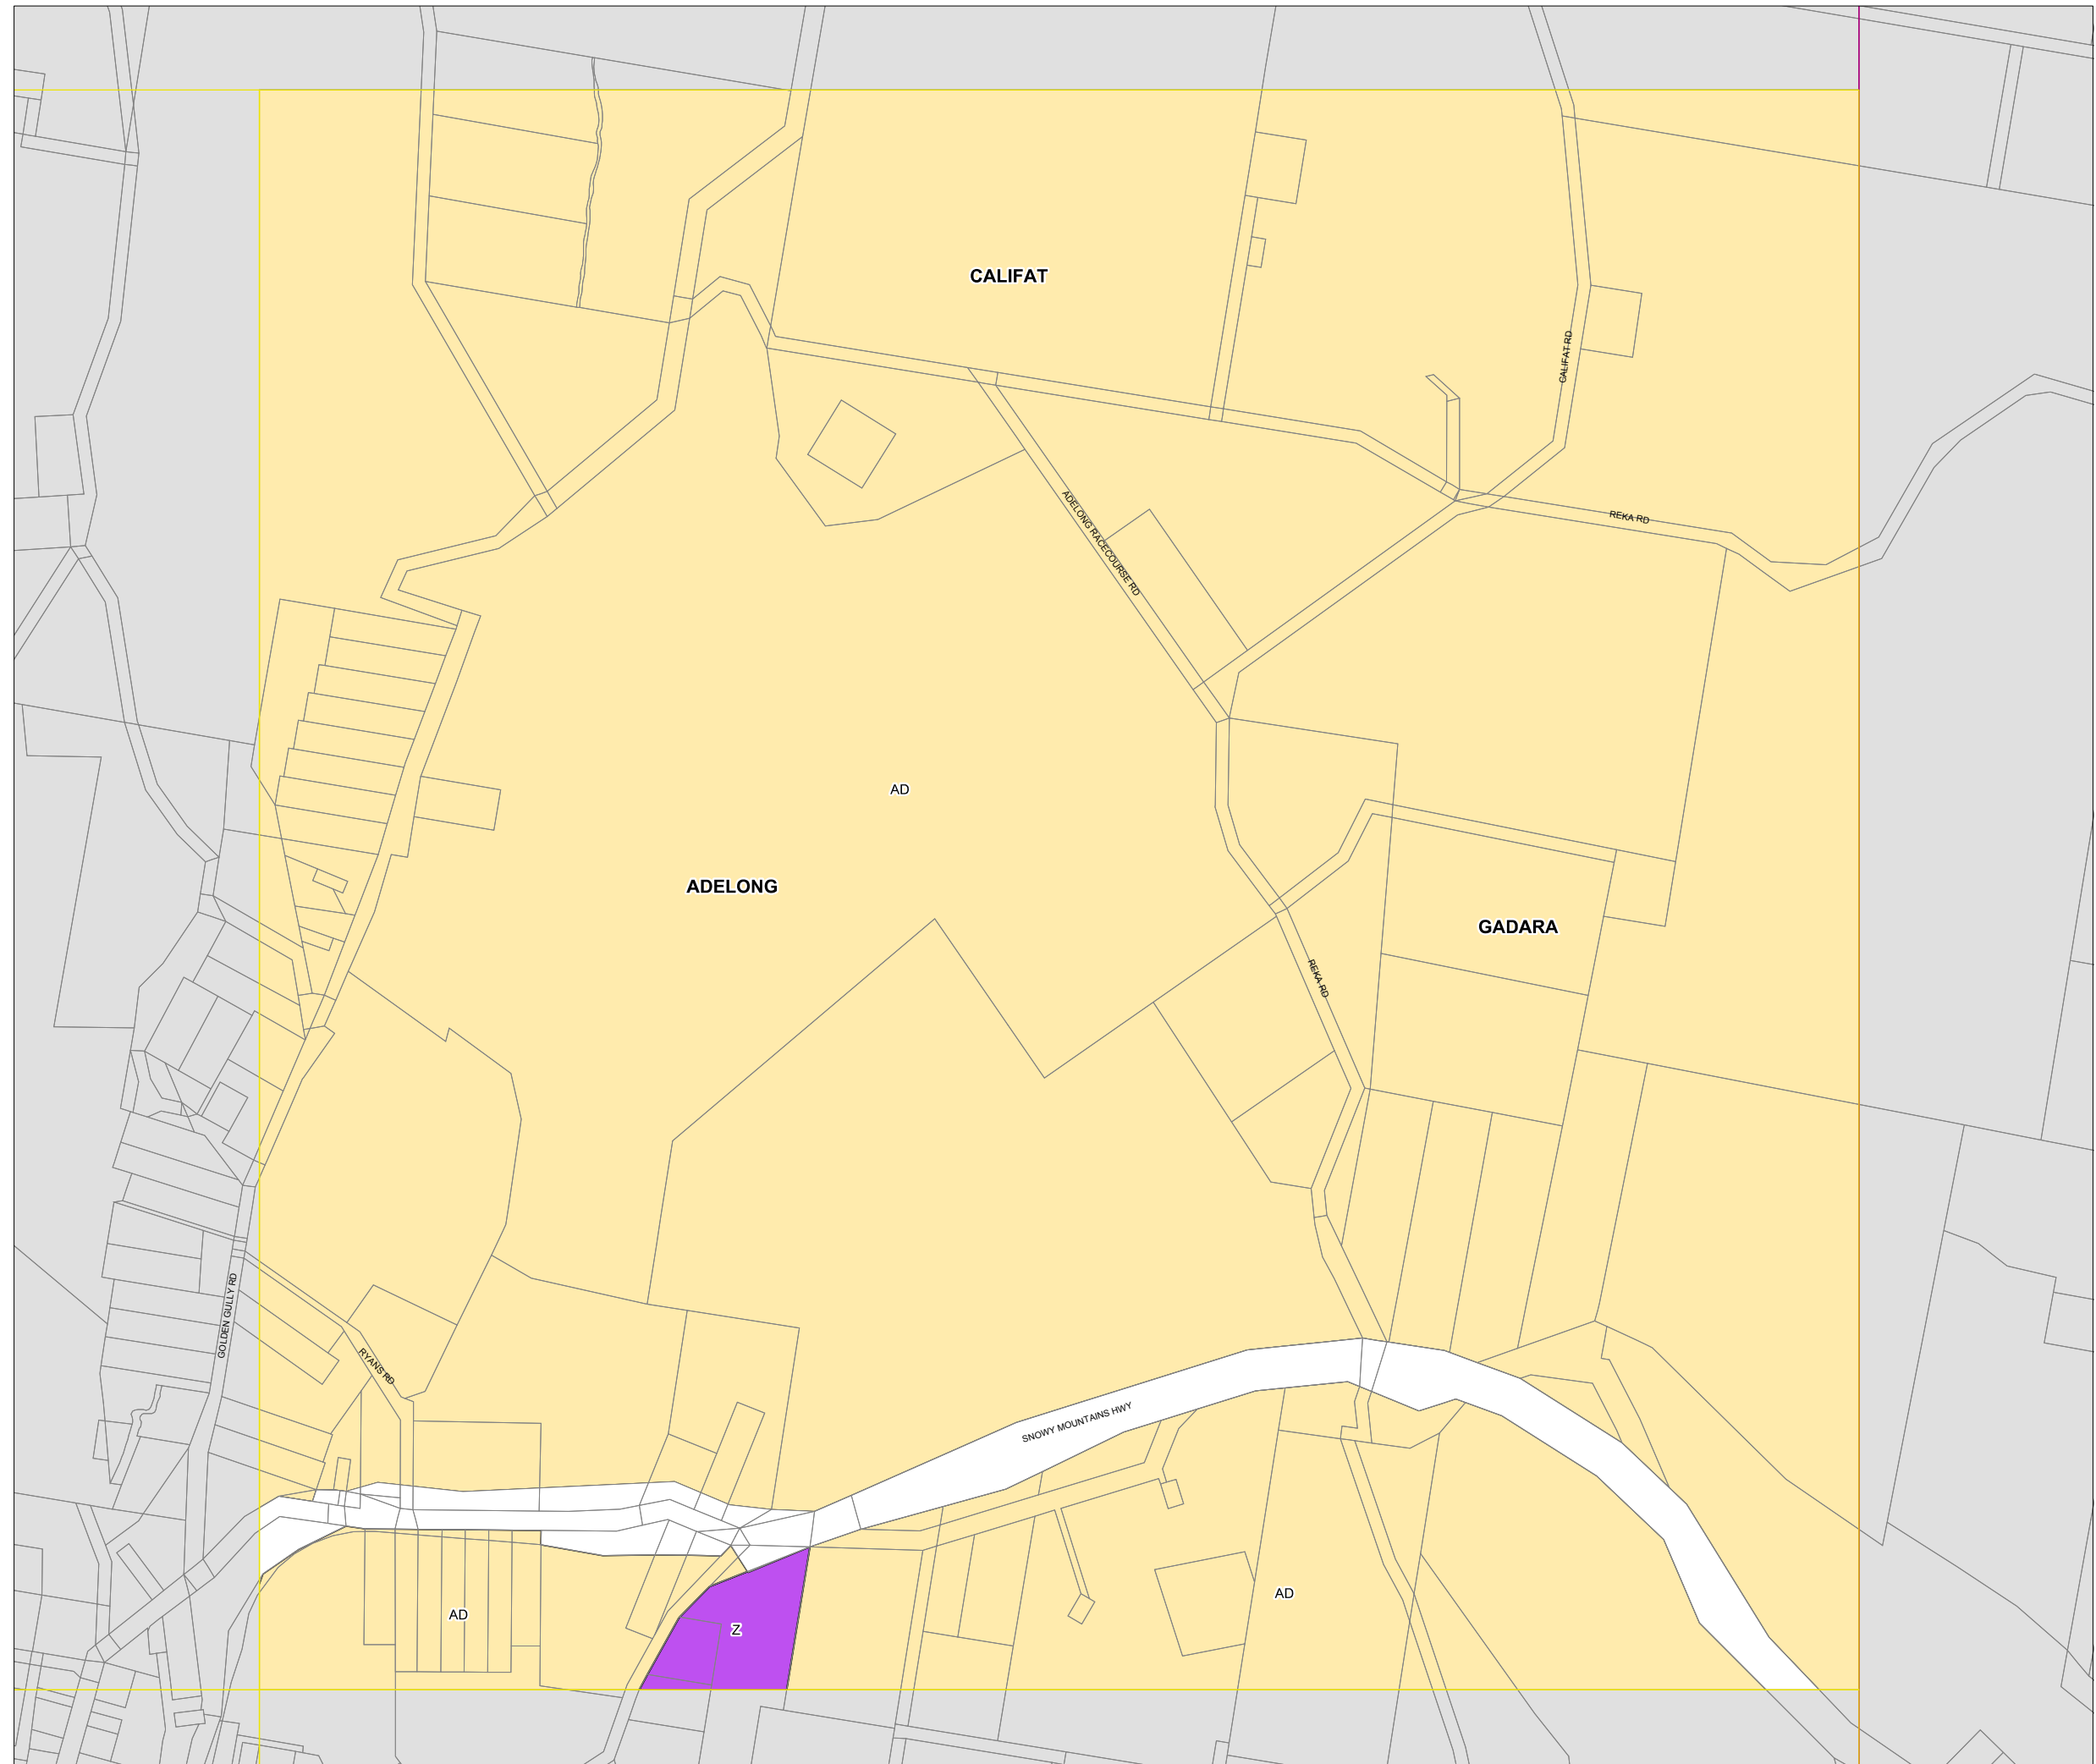 CALIFAT
CALIFAT RD
ADELONG RACECOURSE RD
REKA RD
AD
ADELONG
GADARA
REKA RD
GOLDEN GULLY RD
RYANS RD
SNOWY MOUNTAINS HWY
AD
Z
AD